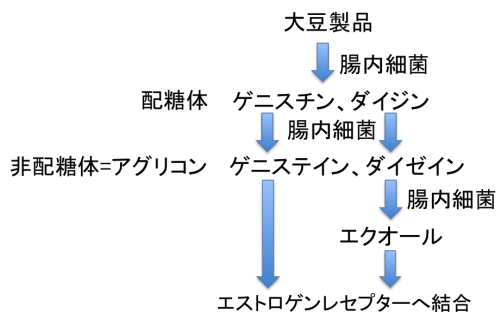 大豆製品
腸内細菌
配糖体 ゲニスチン、ダイジン
腸内細菌
非配糖体=アグリコン ゲニステイン、ダイゼイン
腸内細菌
エクオール
エストロゲンレセプターへ結合